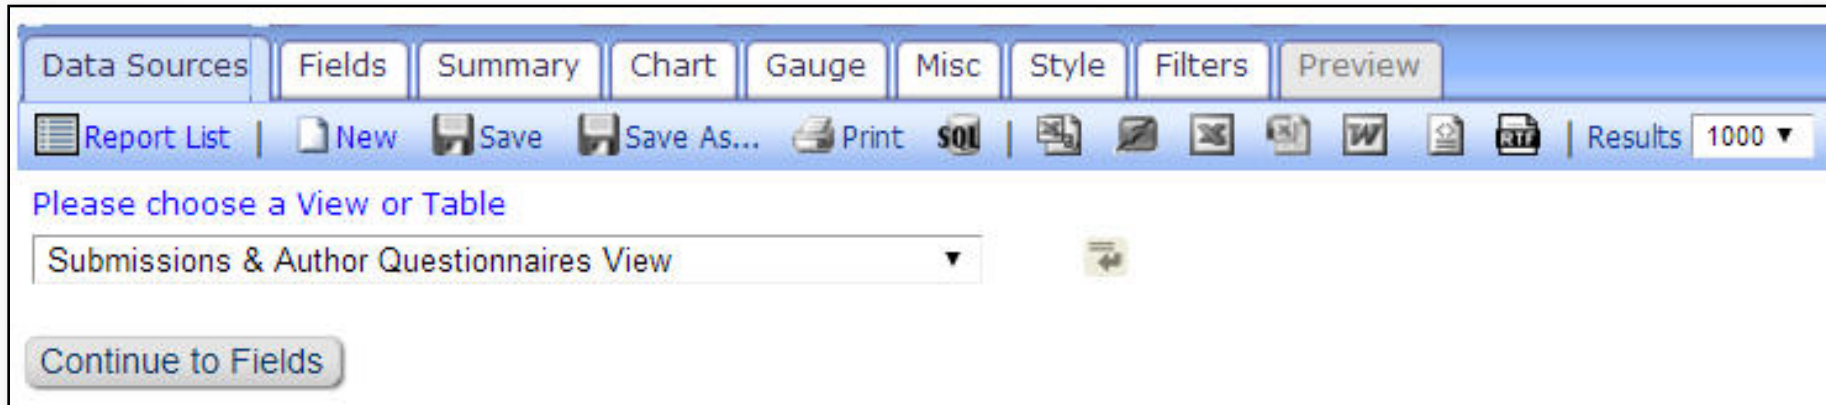 Data Sources Fields Summary Chart Gauge Misc Style Filters Preview
Report List | New Save Save As... Print SQL | RTF | Results 1000
Please choose a View or Table
Submissions & Author Questionnaires View
Continue to Fields